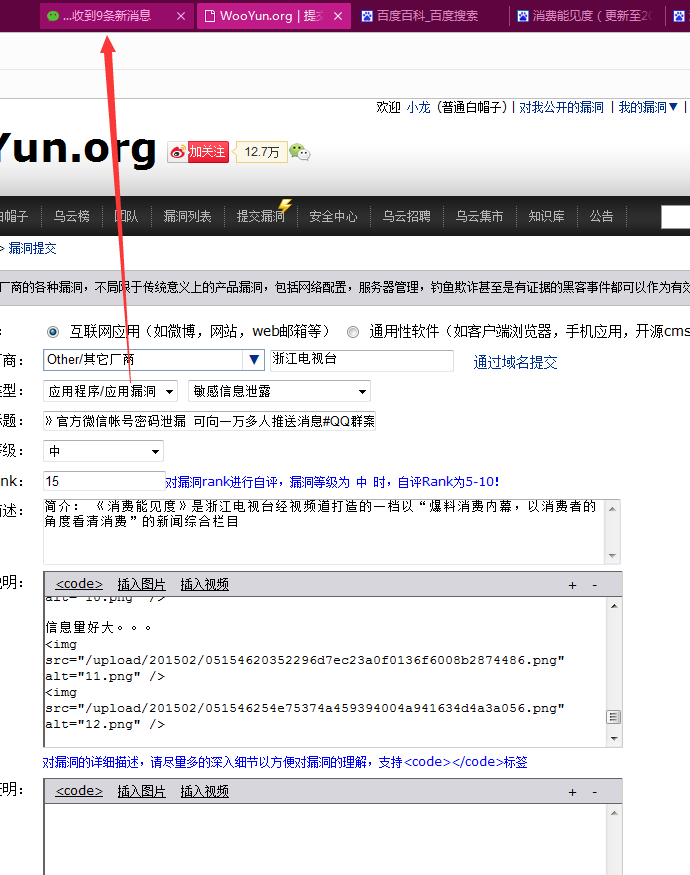 ...收到9条新消息
WooYun.org | 提交
百度百科_百度搜索
消费能见度（更新至20
欢迎 小龙（普通白帽子）| 对我公开的漏洞 | 我的漏洞▼ |
Yun.org
加关注 12.7万
白帽子 乌云榜 团队 漏洞列表 提交漏洞 安全中心 乌云招聘 乌云集市 知识库 公告
> 漏洞提交
厂商的各种漏洞，不局限于传统意义上的产品漏洞，包括网络配置，服务器管理，钓鱼欺诈甚至是有证据的黑客事件都可以作为有效
： 互联网应用（如微博，网站，web邮箱等） 通用性软件（如客户端浏览器，手机应用，开源cms
厂商： Other/其它厂商 浙江电视台 通过域名提交
类型： 应用程序/应用漏洞 敏感信息泄露
标题： 》官方微信帐号密码泄漏 可向一万多人推送消息#QQ群案
等级： 中
ank： 15 对漏洞rank进行自评，漏洞等级为 中 时，自评Rank为5-10！
简述： 简介： 《消费能见度》是浙江电视台经视频道打造的一档以“爆料消费内幕，以消费者的
角度看清消费”的新闻综合栏目
说明： <code> 插入图片 插入视频 + -
alt="10.png" />
信息量好大。。。
<img
src="/upload/201502/05154620352296d7ec23a0f0136f6008b2874486.png"
alt="11.png" />
<img
src="/upload/201502/051546254e75374a459394004a941634d4a3a056.png"
alt="12.png" />
对漏洞的详细描述，请尽量多的深入细节以方便对漏洞的理解，支持<code></code>标签
证明： <code> 插入图片 插入视频 + -